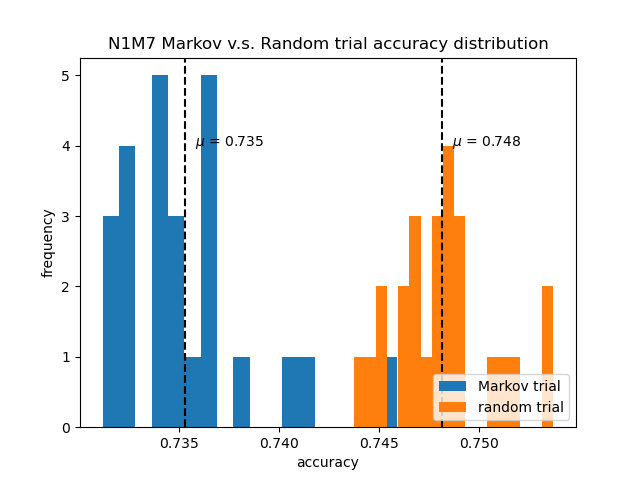 N1M7 Markov v.s. Random trial accuracy distribution
5
4
3
2
1
0
frequency
μ = 0.735
μ = 0.748
Markov trial
random trial
0.735
0.740
0.745
0.750
accuracy